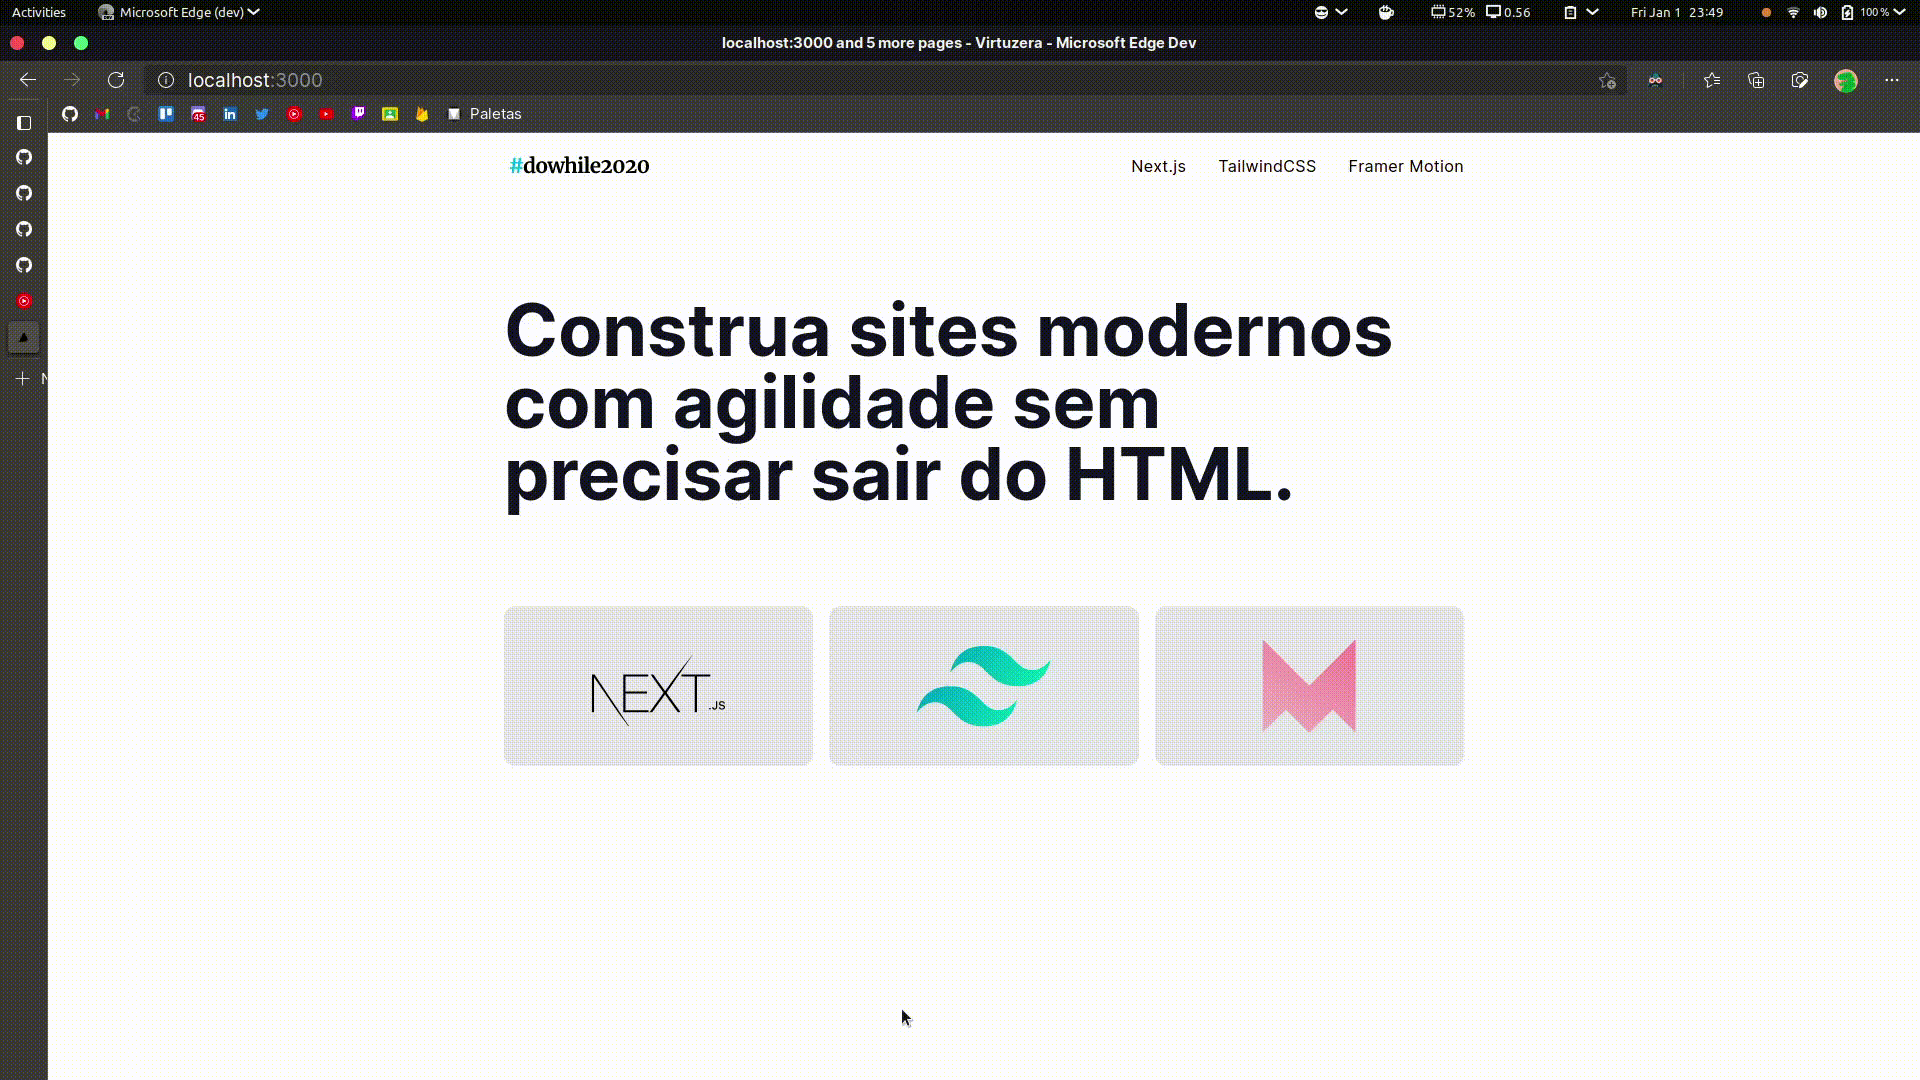 Activities Microsoft Edge (dev) 52% 0.56 Fri Jan 1 23:49 100 %
localhost:3000 and 5 more pages - Virtuzera - Microsoft Edge Dev
localhost:3000
45 in Paletas
#dowhile2020 Next.js TailwindCSS Framer Motion
Construa sites modernos
com agilidade sem
precisar sair do HTML.
NEXT.JS